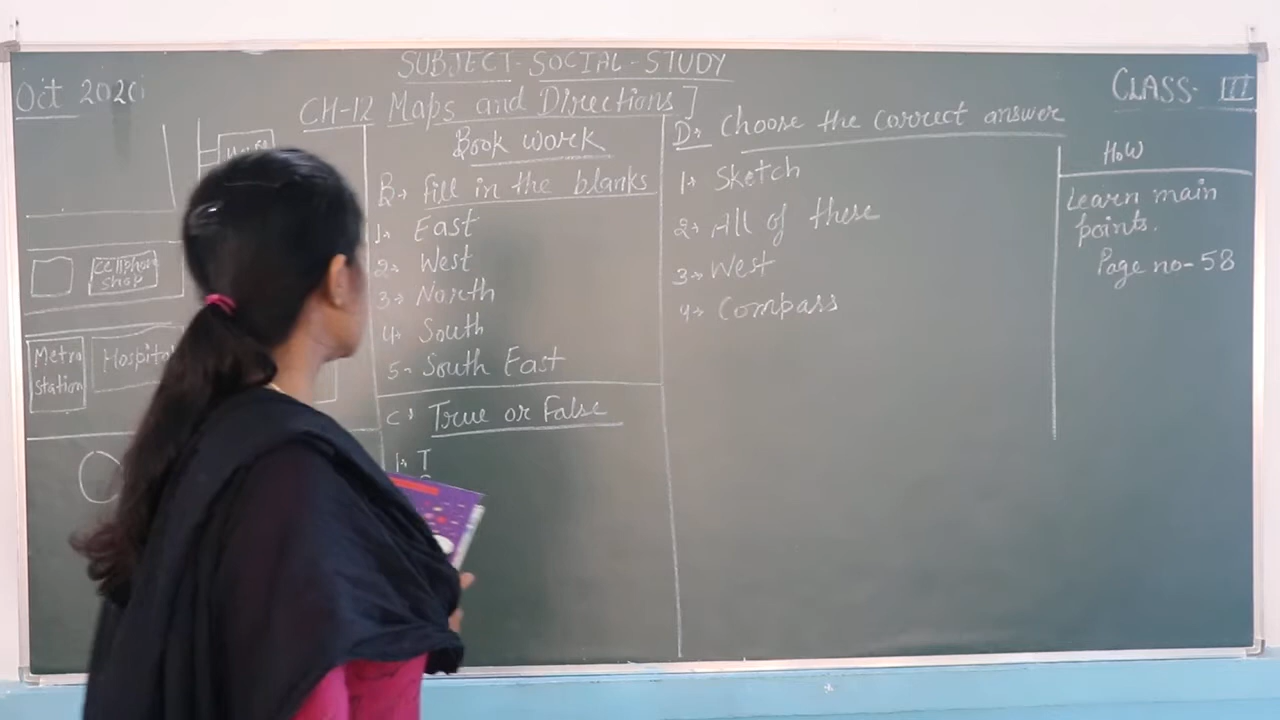 SUBJECT-SOCIAL-STUDY
Oct 2020
CLASS- III
CH-12 Maps and Directions]
cellphone shop
Metro
Station
Hospital
Book work
B. fill in the blanks
1. East
2. West
3. North
4. South
5. South East
C. True or False
1. T
D. Choose the correct answer
1. Sketch
2. All of these
3. West
4. Compass
HoW
Learn main
points.
Page no-58